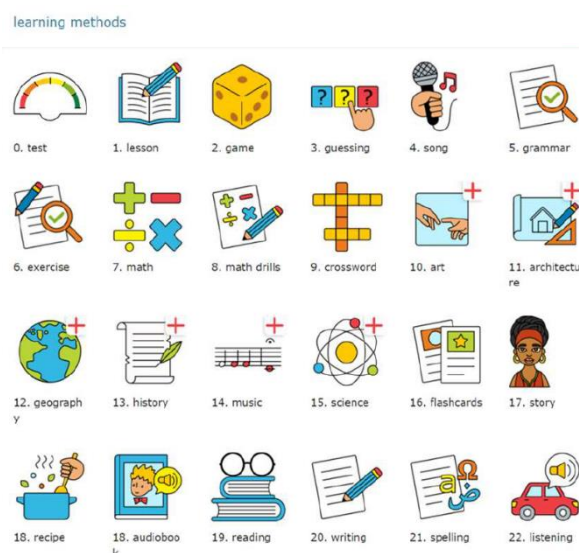 learning methods
? ? ?
0. test 1. lesson 2. game 3. guessing 4. song 5. grammar
6. exercise 7. math 8. math drills 9. crossword 10. art 11. architectu
re
12. geograph 13. history 14. music 15. science 16. flashcards 17. story
y
a Ω
18. recipe 18. audioboo 19. reading 20. writing 21. spelling 22. listening
k